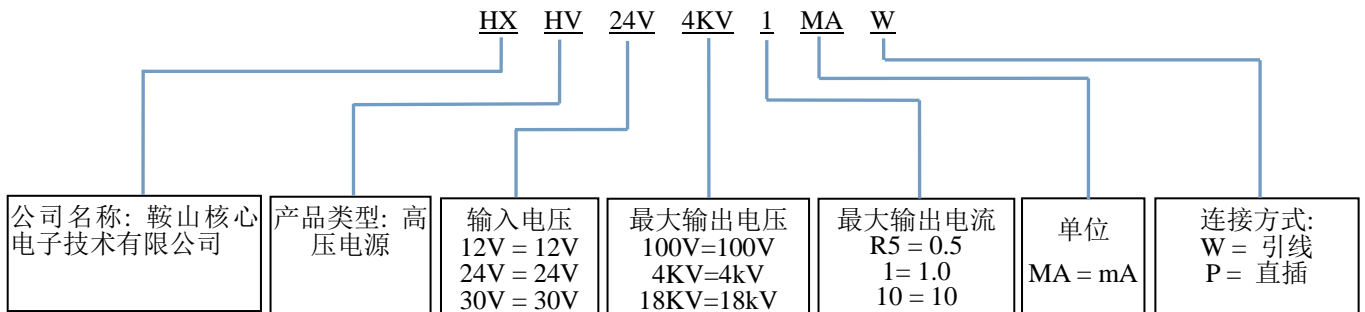 HX HV 24V 4KV 1 MA W
公司名称: 鞍山核心
电子技术有限公司
产品类型: 高
压电源
输入电压
12V = 12V
24V = 24V
30V = 30V
最大输出电压
100V=100V
4KV=4kV
18KV=18kV
最大输出电流
R5 = 0.5
1= 1.0
10 = 10
单位
MA = mA
连接方式:
W = 引线
P = 直插